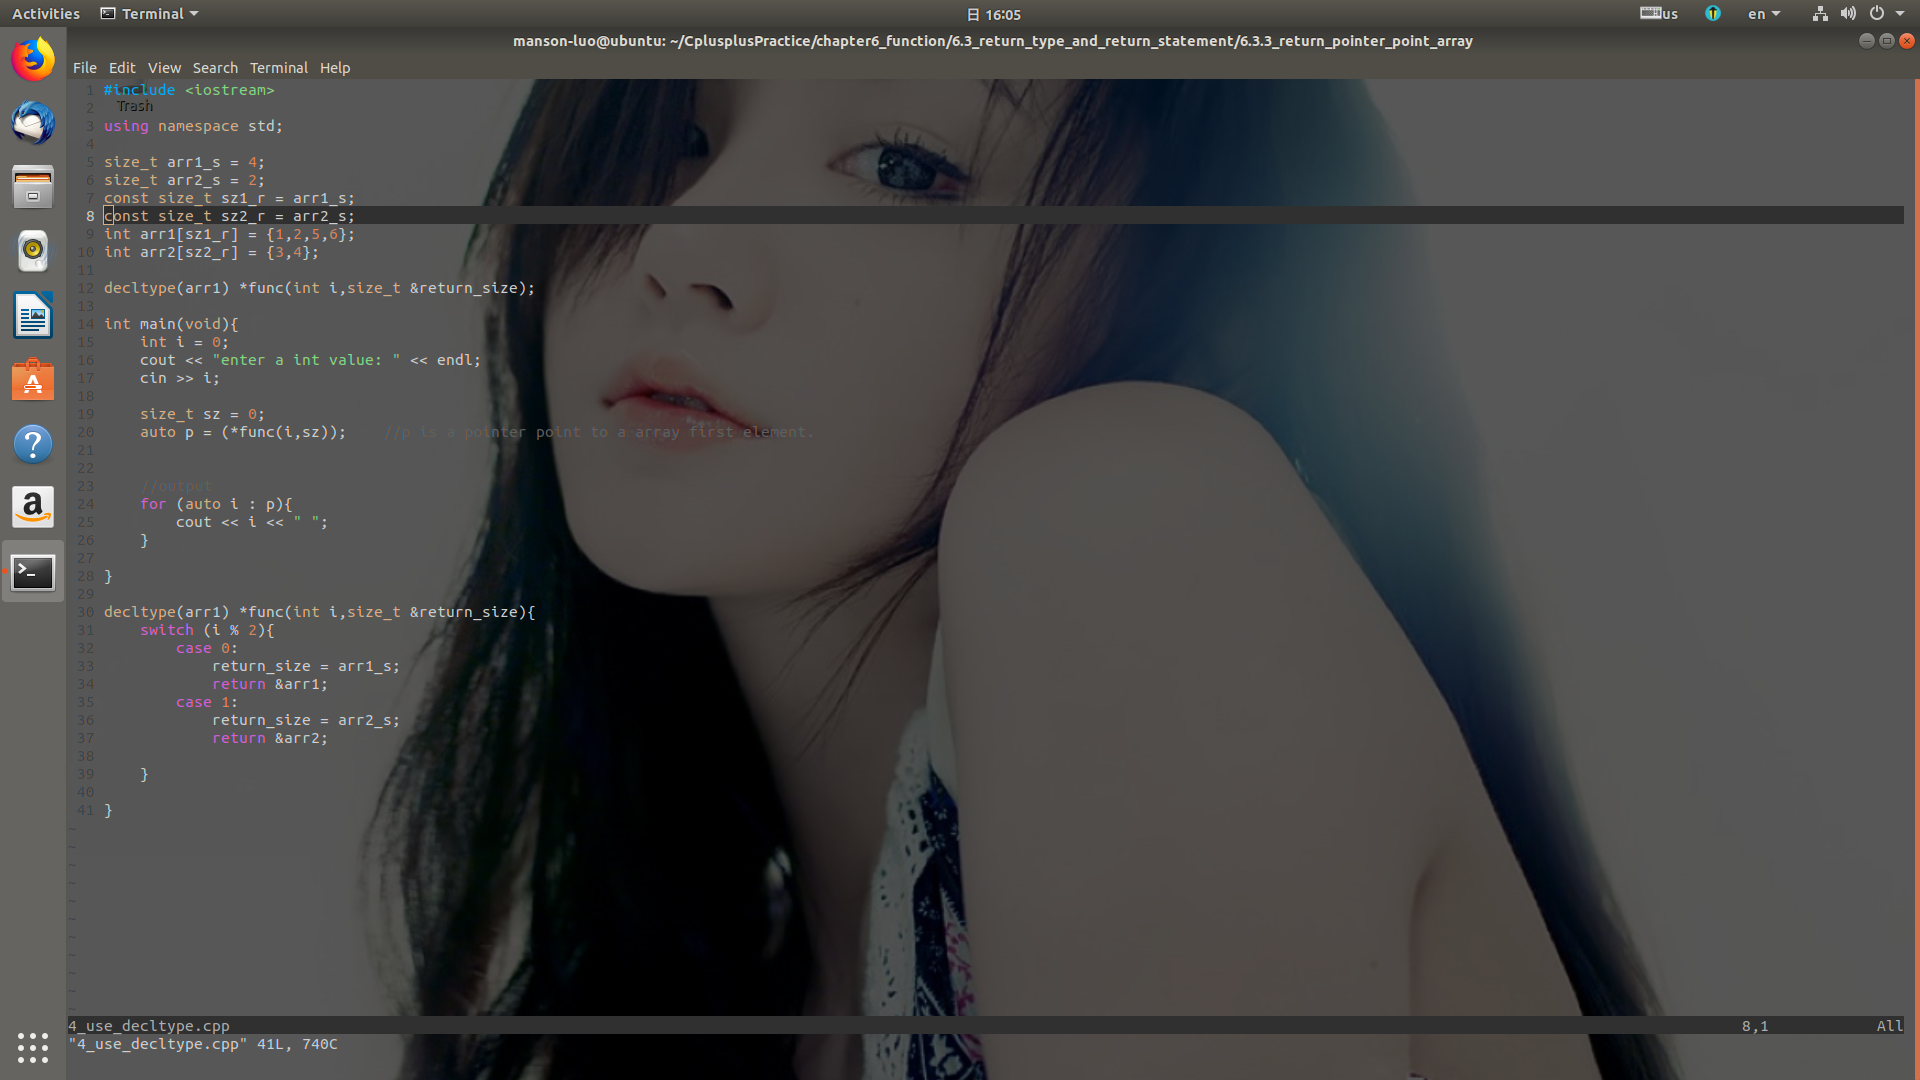 Activities Terminal 日 16:05 us en
manson-luo@ubuntu: ~/CplusplusPractice/chapter6_function/6.3_return_type_and_return_statement/6.3.3_return_pointer_point_array
File Edit View Search Terminal Help
1 #include <iostream>
2
Trash
3 using namespace std;
4
5 size_t arr1_s = 4;
6 size_t arr2_s = 2;
7 const size_t sz1_r = arr1_s;
8 const size_t sz2_r = arr2_s;
9 int arr1[sz1_r] = {1,2,5,6};
10 int arr2[sz2_r] = {3,4};
11
12 decltype(arr1) *func(int i,size_t &return_size);
13
14 int main(void){
15     int i = 0;
16     cout << "enter a int value: " << endl;
17     cin >> i;
18
19     size_t sz = 0;
20     auto p = (*func(i,sz));    //p is a pointer point to a array first element.
21
22
23     //output
24     for (auto i : p){
25         cout << i << " ";
26     }
27
28 }
29
30 decltype(arr1) *func(int i,size_t &return_size){
31     switch (i % 2){
32         case 0:
33             return_size = arr1_s;
34             return &arr1;
35         case 1:
36             return_size = arr2_s;
37             return &arr2;
38
39     }
40
41 }
4_use_decltype.cpp 8,1 All
"4_use_decltype.cpp" 41L, 740C